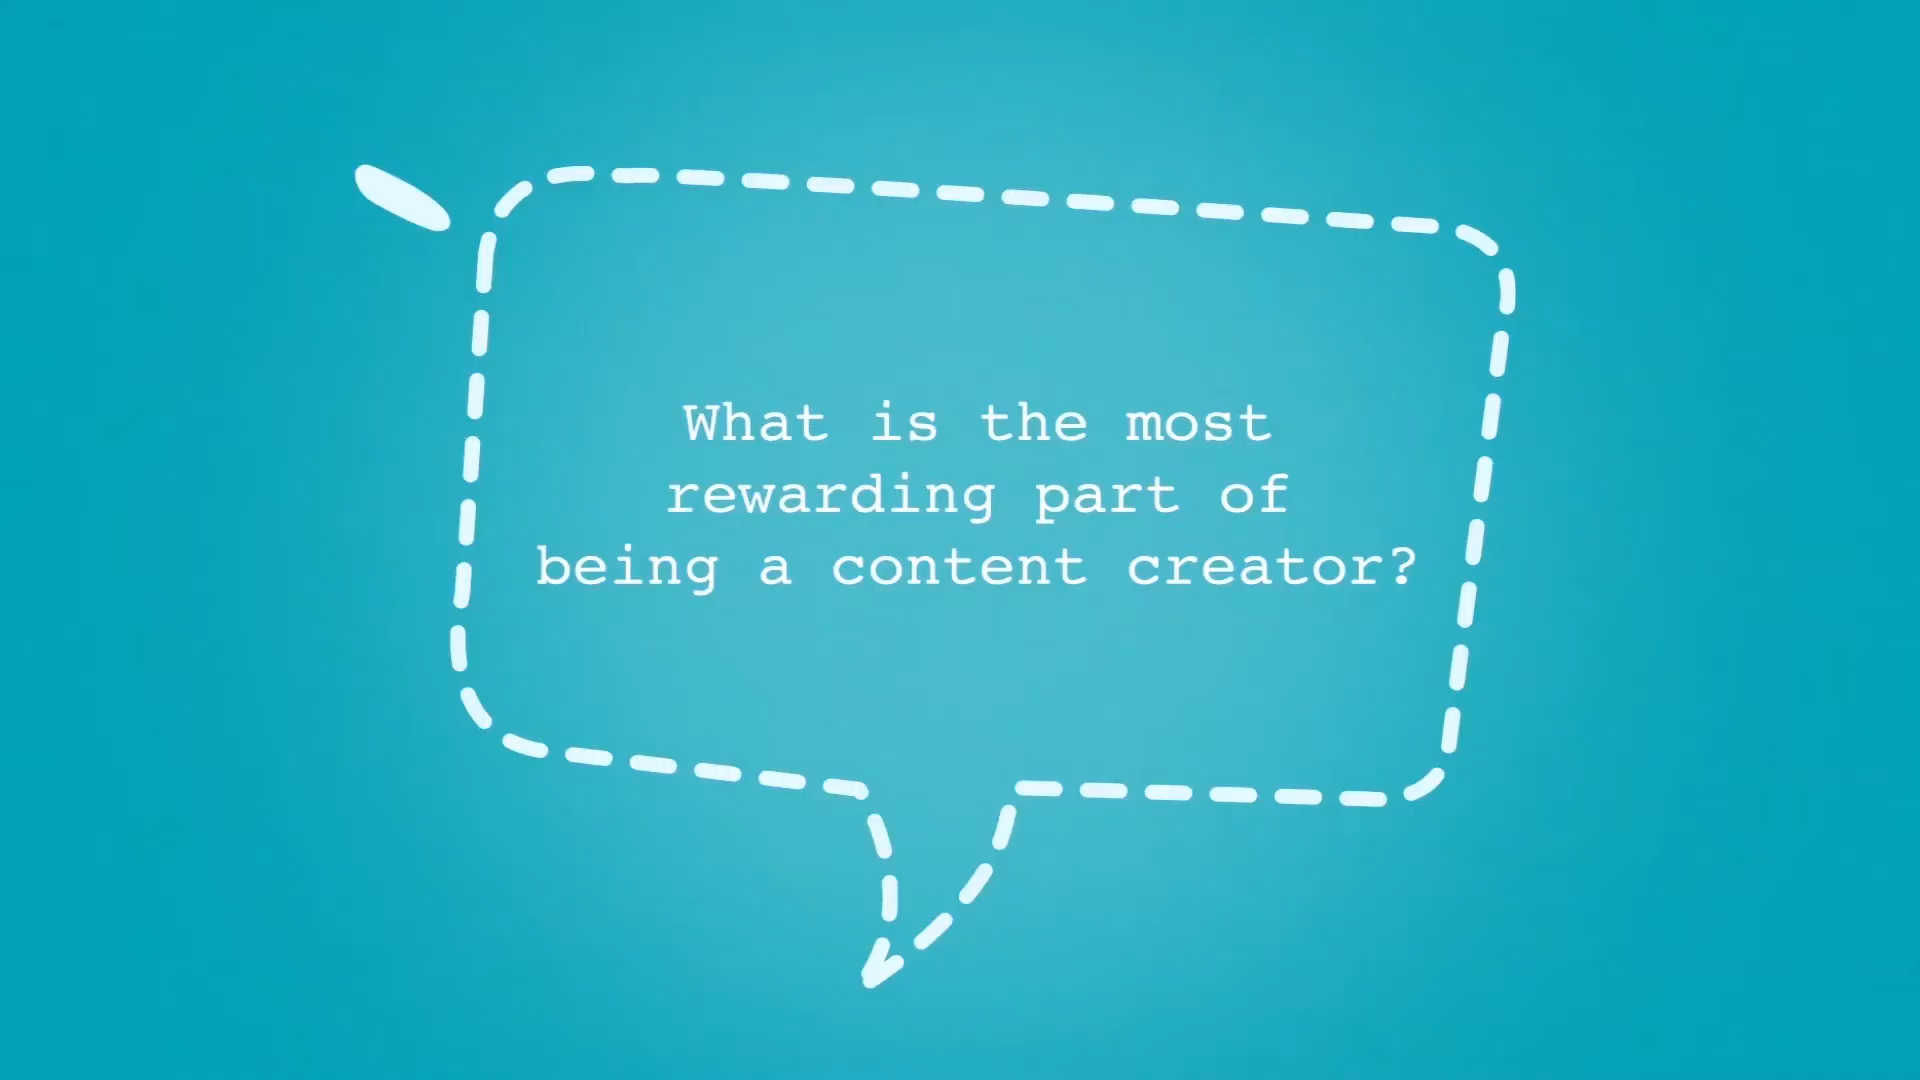 What is the most
rewarding part of
being a content creator?